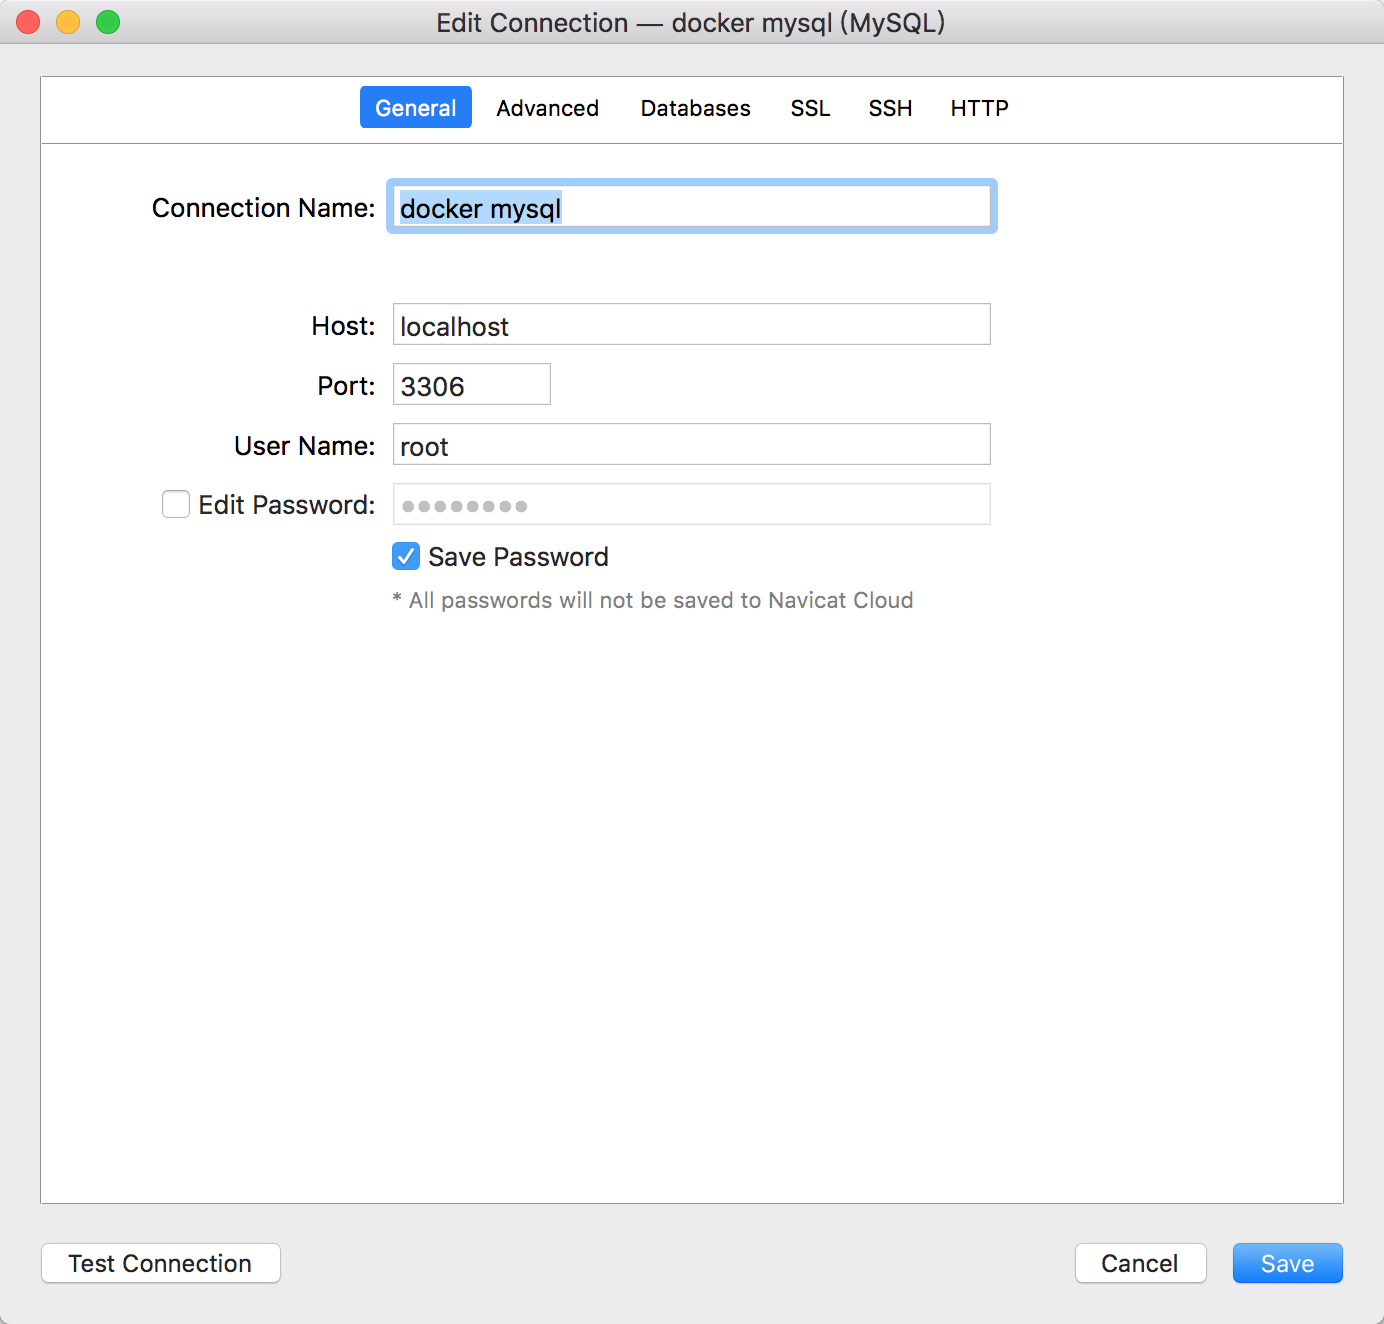 Edit Connection — docker mysql (MySQL)
General Advanced Databases SSL SSH HTTP
Connection Name: docker mysql
Host: localhost
Port: 3306
User Name: root
Edit Password: ••••••••
Save Password
* All passwords will not be saved to Navicat Cloud
Test Connection Cancel Save